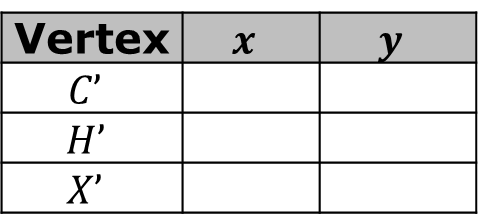 Vertex x y
C’
H’
X’